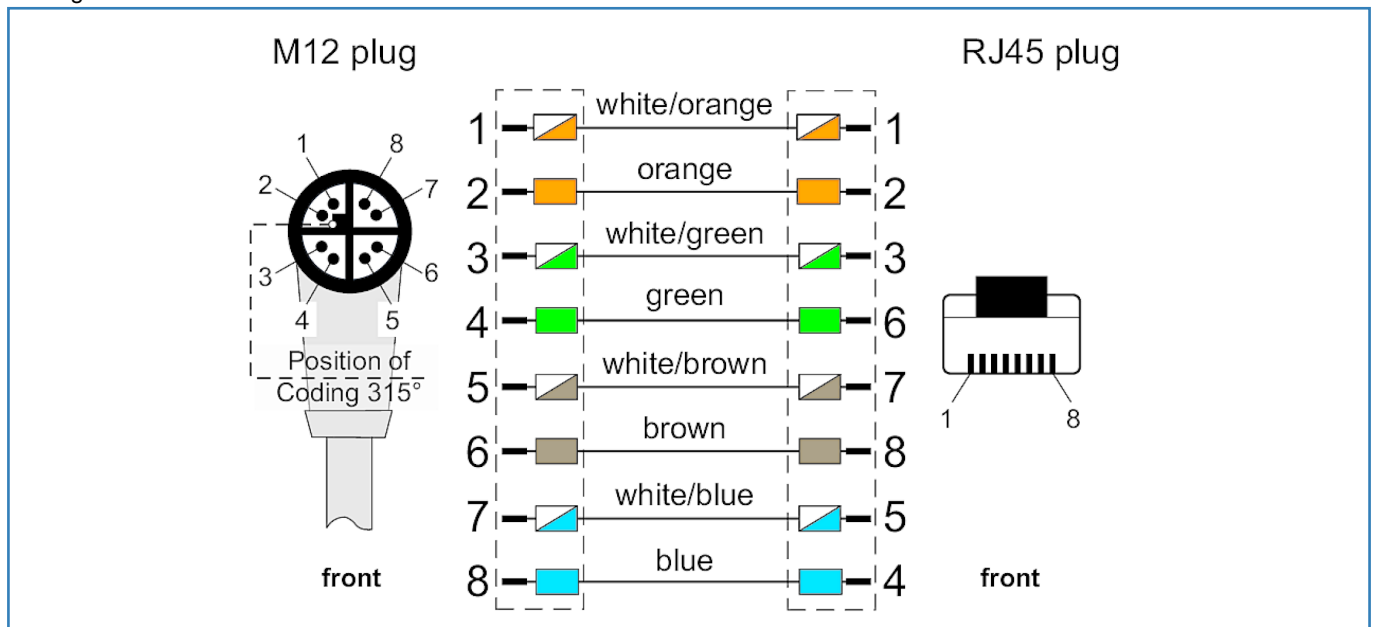 M12 plug
RJ45 plug
1 white/orange 1
2 orange 2
3 white/green 3
4 green 6
5 white/brown 7
6 brown 8
7 white/blue 5
8 blue 4
1 8
2 7
3 6
4 5
Position of
Coding 315°
front
1 8
front